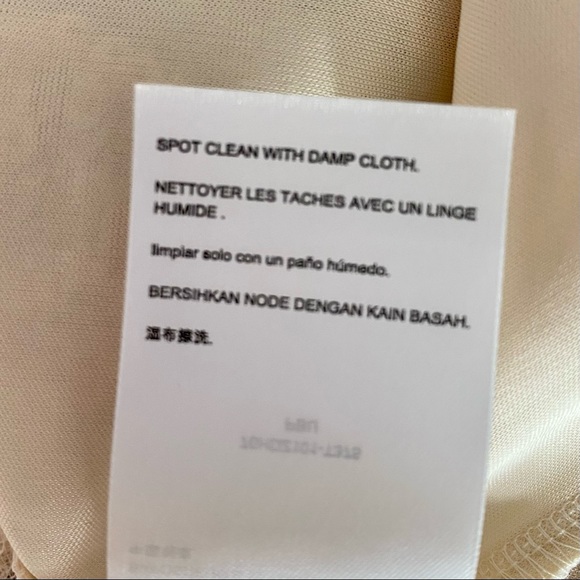 SPOT CLEAN WITH DAMP CLOTH.
NETTOYER LES TACHES AVEC UN LINGE
HUMIDE .
limpiar solo con un paño húmedo.
BERSIHKAN NODE DENGAN KAIN BASAH.
湿布擦洗.